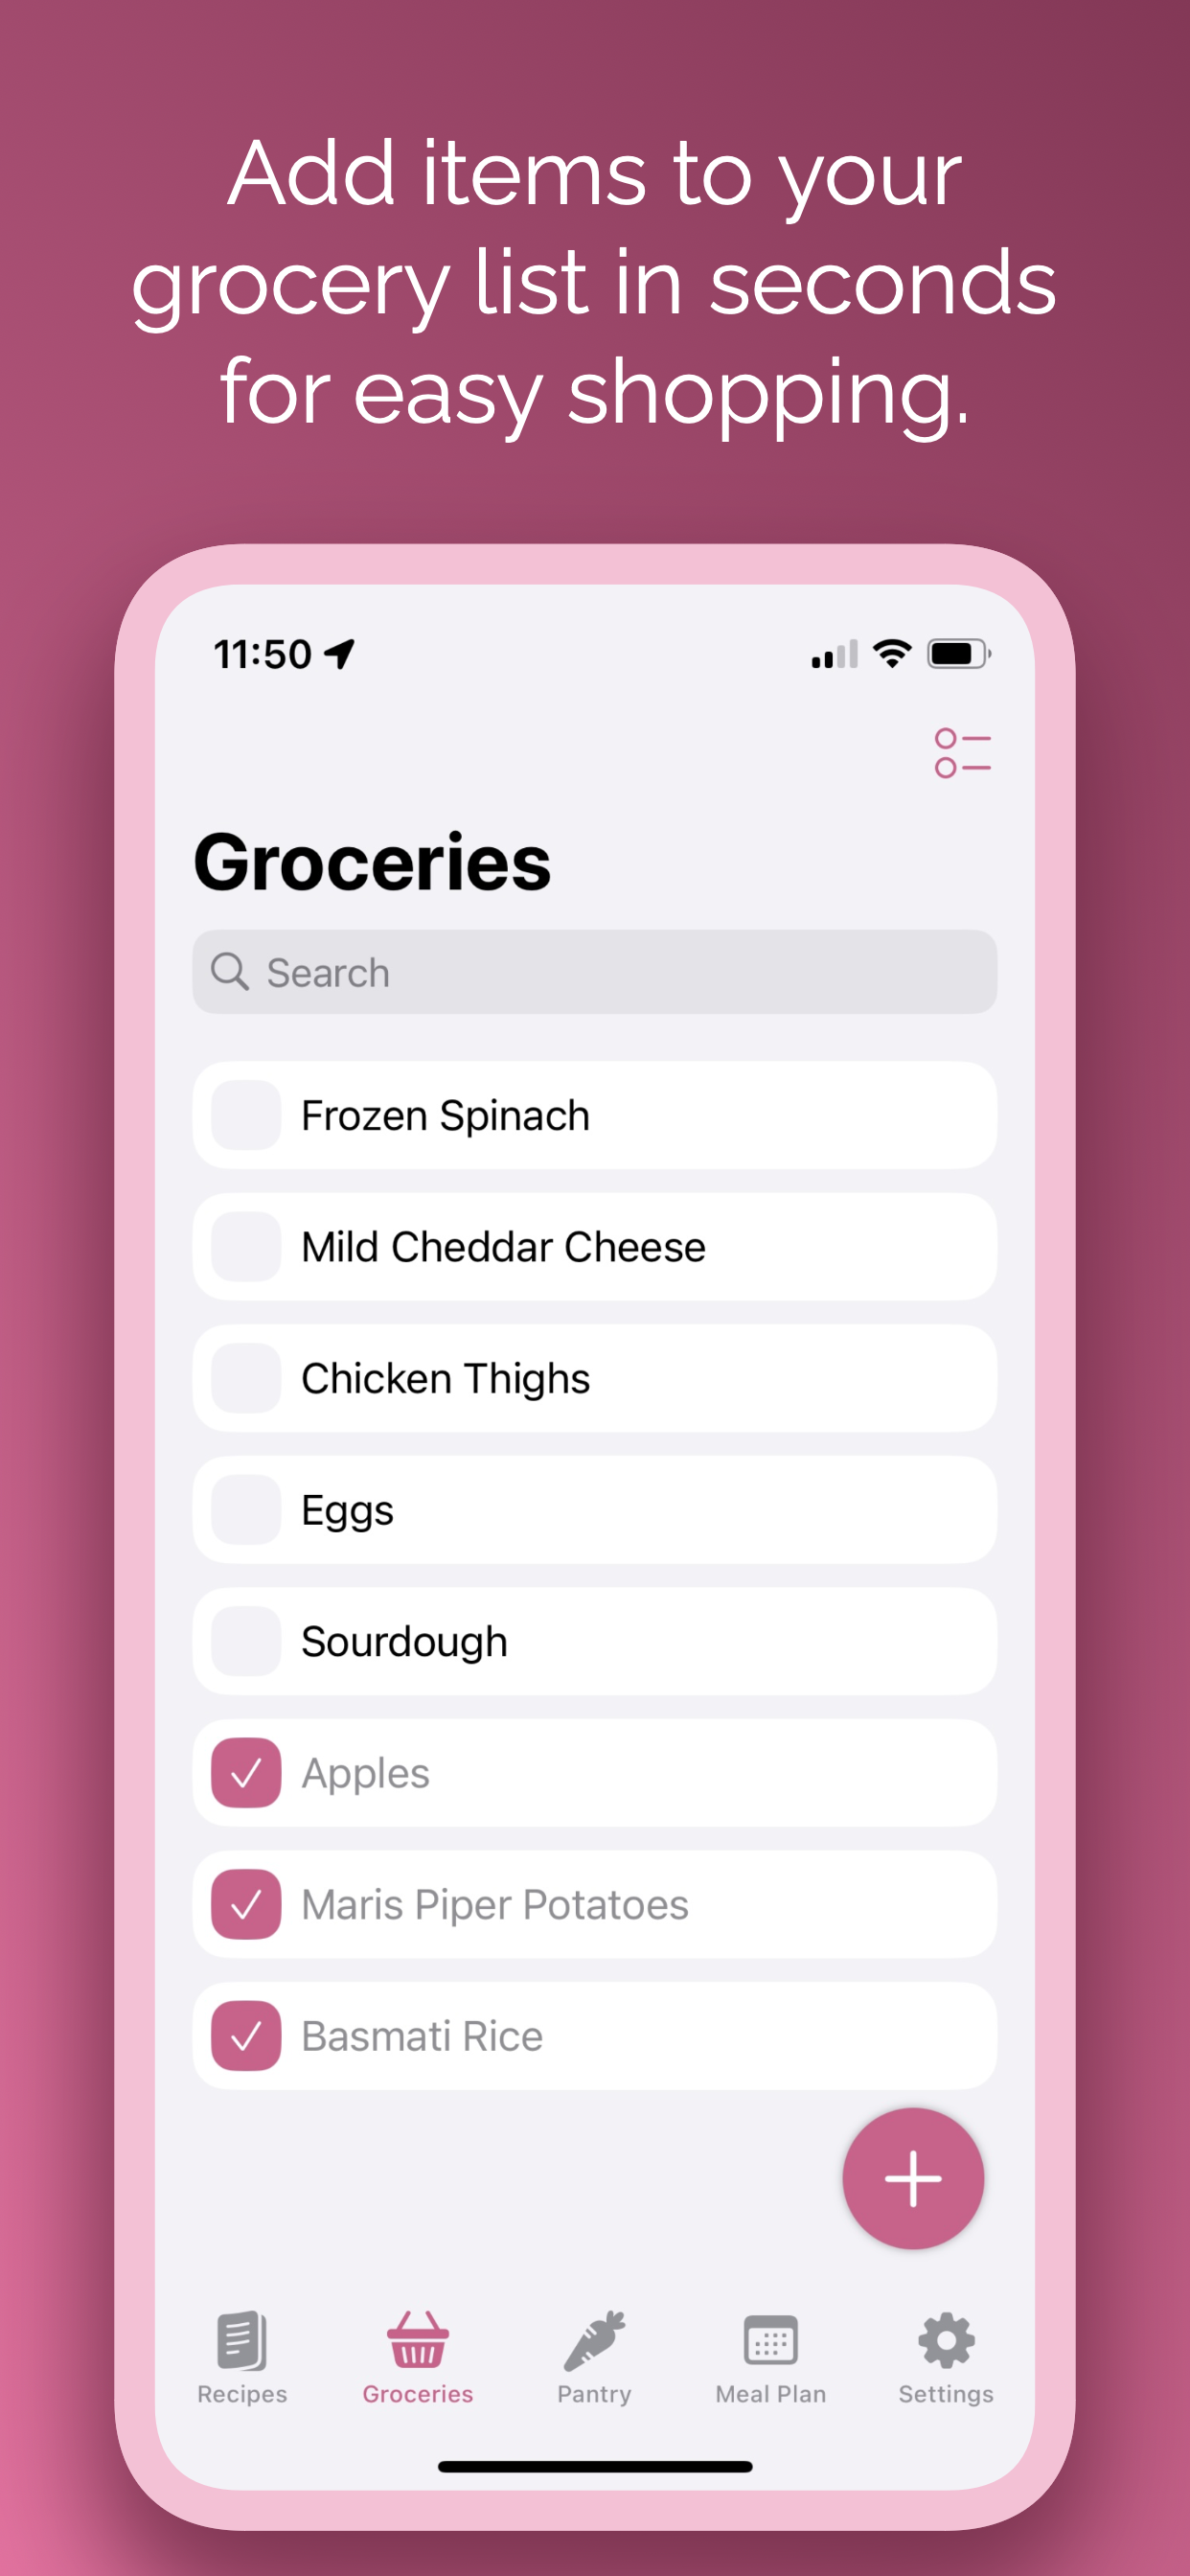 Add items to your
grocery list in seconds
for easy shopping.
11:50
Groceries
Search
Frozen Spinach
Mild Cheddar Cheese
Chicken Thighs
Eggs
Sourdough
Apples
Maris Piper Potatoes
Basmati Rice
Recipes
Groceries
Pantry
Meal Plan
Settings